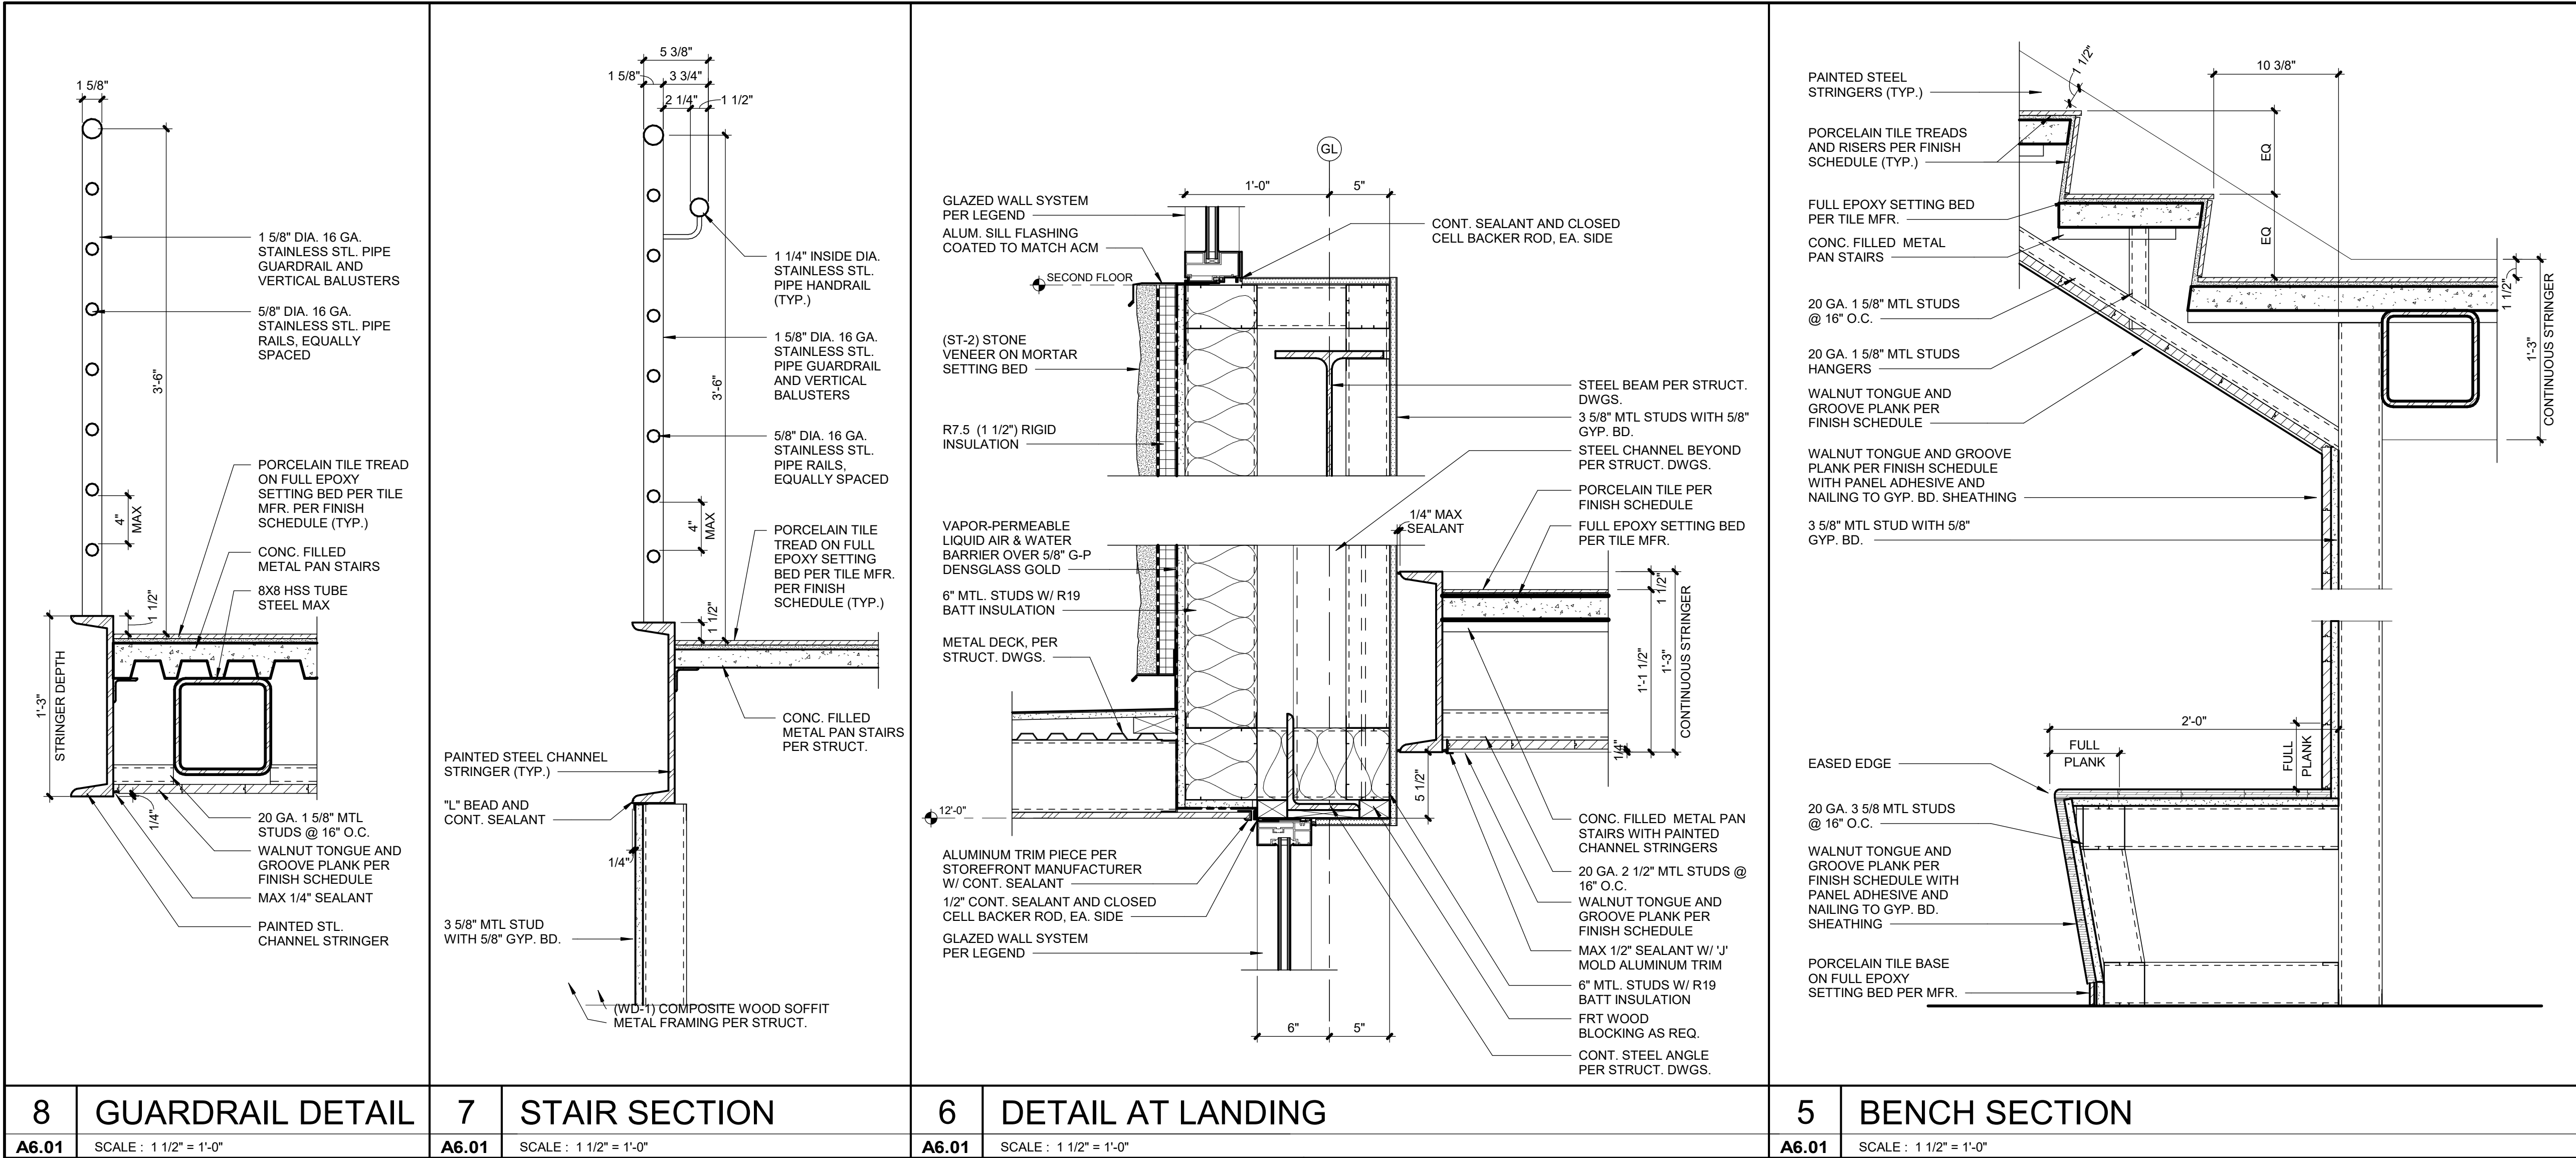 1 5/8"
3'-6"
1 5/8" DIA. 16 GA.
STAINLESS STL. PIPE
GUARDRAIL AND
VERTICAL BALUSTERS
5/8" DIA. 16 GA.
STAINLESS STL. PIPE
RAILS, EQUALLY
SPACED
4"
MAX
PORCELAIN TILE TREAD
ON FULL EPOXY
SETTING BED PER TILE
MFR. PER FINISH
SCHEDULE (TYP.)
CONC. FILLED
METAL PAN STAIRS
8X8 HSS TUBE
STEEL MAX
1 1/2"
1'-3"
STRINGER DEPTH
1/4"
20 GA. 1 5/8" MTL
STUDS @ 16" O.C.
WALNUT TONGUE AND
GROOVE PLANK PER
FINISH SCHEDULE
MAX 1/4" SEALANT
PAINTED STL.
CHANNEL STRINGER
8
GUARDRAIL DETAIL
A6.01
SCALE : 1 1/2" = 1'-0"
5 3/8"
1 5/8"
3 3/4"
2 1/4"
1 1/2"
3'-6"
1 1/4" INSIDE DIA.
STAINLESS STL.
PIPE HANDRAIL
(TYP.)
1 5/8" DIA. 16 GA.
STAINLESS STL.
PIPE GUARDRAIL
AND VERTICAL
BALUSTERS
5/8" DIA. 16 GA.
STAINLESS STL.
PIPE RAILS,
EQUALLY SPACED
4"
MAX
PORCELAIN TILE
TREAD ON FULL
EPOXY SETTING
BED PER TILE MFR.
PER FINISH
SCHEDULE (TYP.)
1 1/2"
CONC. FILLED
METAL PAN STAIRS
PER STRUCT.
PAINTED STEEL CHANNEL
STRINGER (TYP.)
"L" BEAD AND
CONT. SEALANT
1/4"
3 5/8" MTL STUD
WITH 5/8" GYP. BD.
(WD-1) COMPOSITE WOOD SOFFIT
METAL FRAMING PER STRUCT.
7
STAIR SECTION
A6.01
SCALE : 1 1/2" = 1'-0"
GL
1'-0"
5"
GLAZED WALL SYSTEM
PER LEGEND
ALUM. SILL FLASHING
COATED TO MATCH ACM
SECOND FLOOR
(ST-2) STONE
VENEER ON MORTAR
SETTING BED
R7.5 (1 1/2") RIGID
INSULATION
VAPOR-PERMEABLE
LIQUID AIR & WATER
BARRIER OVER 5/8" G-P
DENSGLASS GOLD
6" MTL. STUDS W/ R19
BATT INSULATION
METAL DECK, PER
STRUCT. DWGS.
12'-0"
ALUMINUM TRIM PIECE PER
STOREFRONT MANUFACTURER
W/ CONT. SEALANT
1/2" CONT. SEALANT AND CLOSED
CELL BACKER ROD, EA. SIDE
GLAZED WALL SYSTEM
PER LEGEND
6"
5"
CONT. SEALANT AND CLOSED
CELL BACKER ROD, EA. SIDE
STEEL BEAM PER STRUCT.
DWGS.
3 5/8" MTL STUDS WITH 5/8"
GYP. BD.
STEEL CHANNEL BEYOND
PER STRUCT. DWGS.
PORCELAIN TILE PER
FINISH SCHEDULE
1/4" MAX
SEALANT
FULL EPOXY SETTING BED
PER TILE MFR.
1 1/2"
1'-1 1/2"
1'-3"
CONTINUOUS STRINGER
1/4"
5 1/2"
CONC. FILLED METAL PAN
STAIRS WITH PAINTED
CHANNEL STRINGERS
20 GA. 2 1/2" MTL STUDS @
16" O.C.
WALNUT TONGUE AND
GROOVE PLANK PER
FINISH SCHEDULE
MAX 1/2" SEALANT W/ 'J'
MOLD ALUMINUM TRIM
6" MTL. STUDS W/ R19
BATT INSULATION
FRT WOOD
BLOCKING AS REQ.
CONT. STEEL ANGLE
PER STRUCT. DWGS.
6
DETAIL AT LANDING
A6.01
SCALE : 1 1/2" = 1'-0"
PAINTED STEEL
STRINGERS (TYP.)
PORCELAIN TILE TREADS
AND RISERS PER FINISH
SCHEDULE (TYP.)
FULL EPOXY SETTING BED
PER TILE MFR.
CONC. FILLED METAL
PAN STAIRS
20 GA. 1 5/8" MTL STUDS
@ 16" O.C.
20 GA. 1 5/8" MTL STUDS
HANGERS
WALNUT TONGUE AND
GROOVE PLANK PER
FINISH SCHEDULE
WALNUT TONGUE AND GROOVE
PLANK PER FINISH SCHEDULE
WITH PANEL ADHESIVE AND
NAILING TO GYP. BD. SHEATHING
3 5/8" MTL STUD WITH 5/8"
GYP. BD.
1 1/2"
10 3/8"
EQ
EQ
1 1/2"
1'-3"
CONTINUOUS STRINGER
2'-0"
FULL
PLANK
FULL
PLANK
EASED EDGE
20 GA. 3 5/8 MTL STUDS
@ 16" O.C.
WALNUT TONGUE AND
GROOVE PLANK PER
FINISH SCHEDULE WITH
PANEL ADHESIVE AND
NAILING TO GYP. BD.
SHEATHING
PORCELAIN TILE BASE
ON FULL EPOXY
SETTING BED PER MFR.
5
BENCH SECTION
A6.01
SCALE : 1 1/2" = 1'-0"